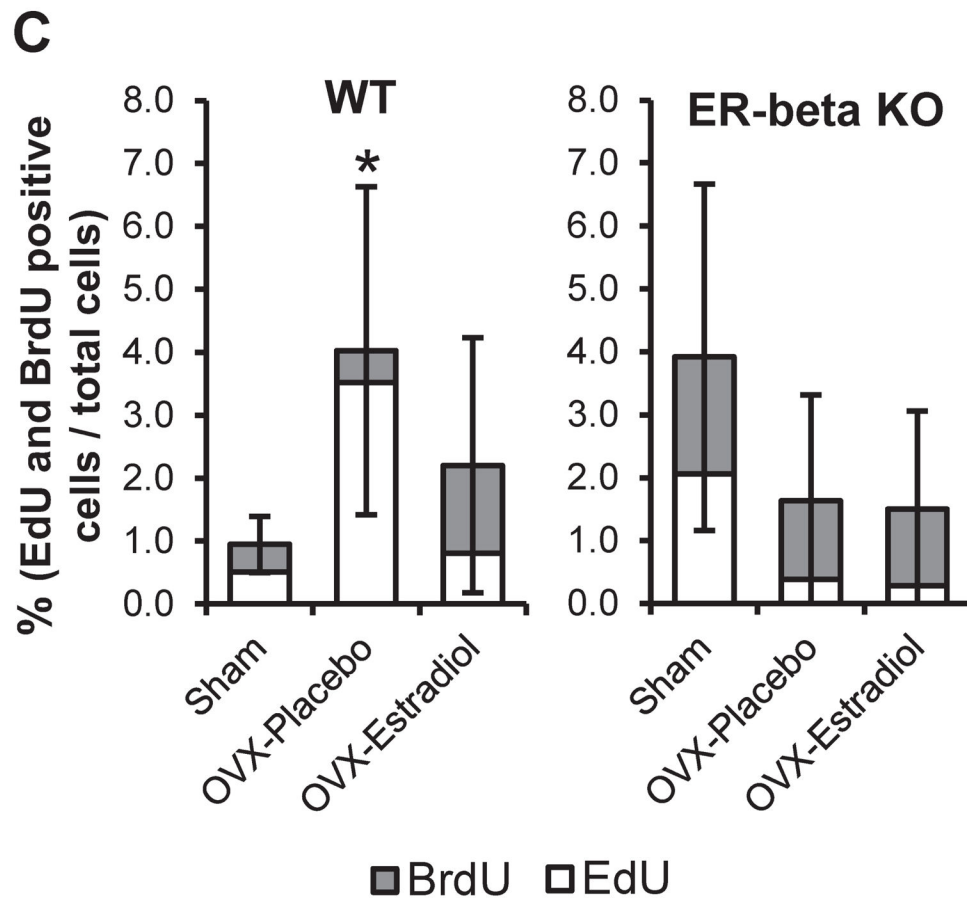 C
% (EdU and BrdU positive
cells / total cells)
WT
8.0
7.0
6.0
5.0
4.0
3.0
2.0
1.0
0.0
*
Sham
OVX-Placebo
OVX-Estradiol
ER-beta KO
8.0
7.0
6.0
5.0
4.0
3.0
2.0
1.0
0.0
Sham
OVX-Placebo
OVX-Estradiol
BrdU EdU